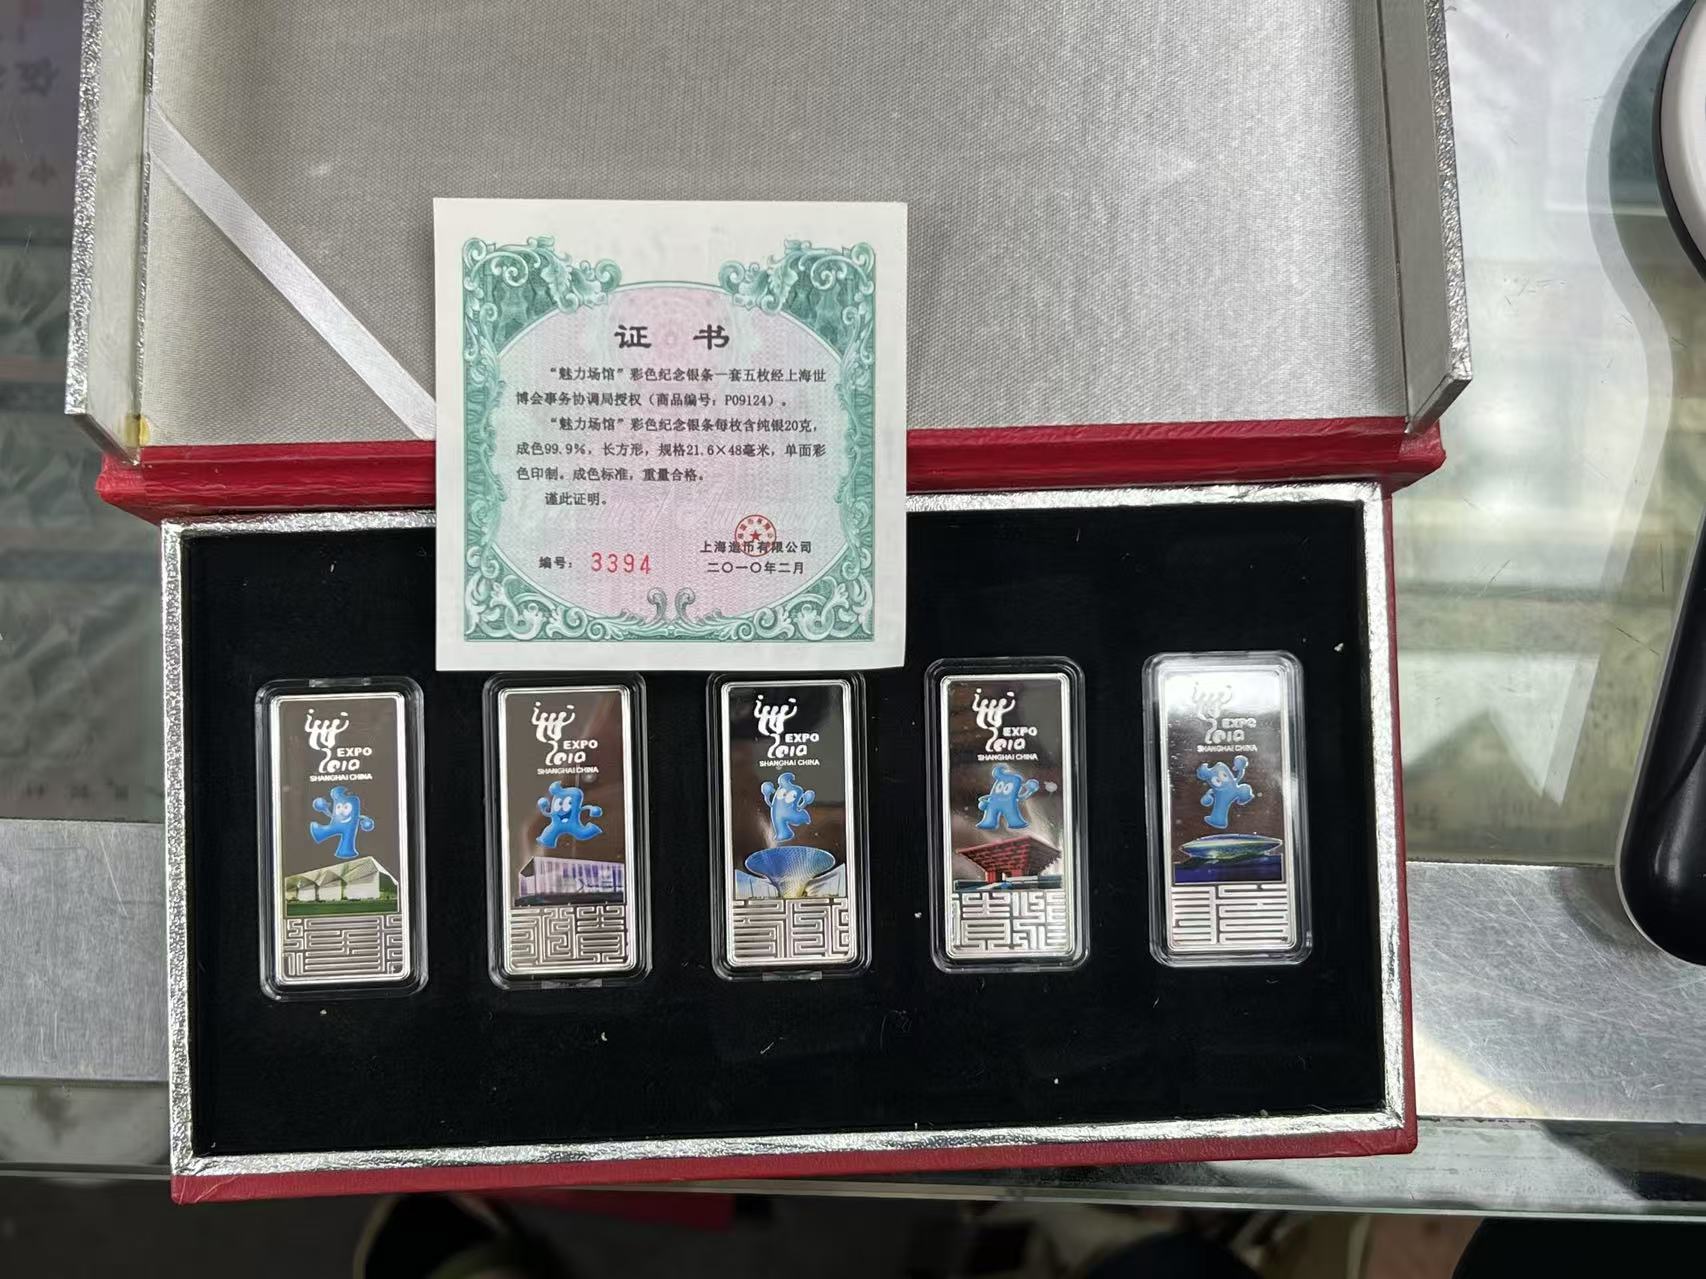 证 书
“魅力场馆”彩色纪念银条一套五枚经上海世
博会事务协调局授权（商品编号：P09124）。
“魅力场馆”彩色纪念银条每枚含纯银20克，
成色99.9%，长方形，规格21.6×48毫米，单面彩
色印制。成色标准，重量合格。
谨此证明。
上海造币有限公司
编号：3394
二〇一〇年二月
EXPO
2010
SHANGHAI CHINA
EXPO
2010
SHANGHAI CHINA
EXPO
2010
SHANGHAI CHINA
EXPO
2010
SHANGHAI CHINA
EXPO
2010
SHANGHAI CHINA